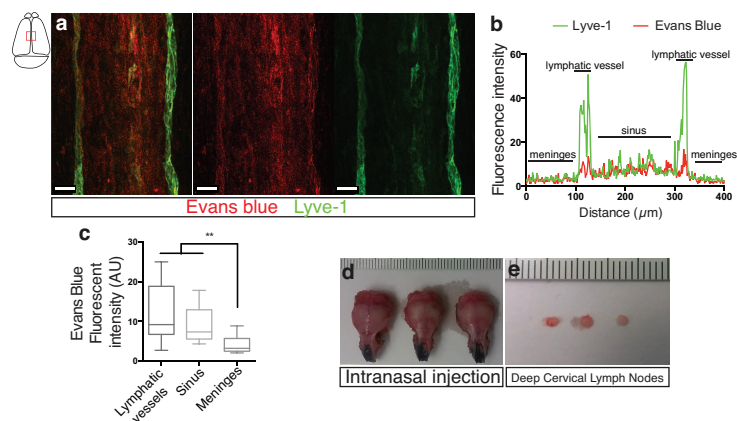 a
Evans blue Lyve-1
b
Lyve-1 Evans Blue
Fluorescence intensity
60
40
20
0
lymphatic vessel
lymphatic vessel
sinus
meninges
meninges
0 100 200 300 400
Distance (µm)
c
**
Evans Blue
Fluorescent
intensity (AU)
30
20
10
0
Lymphatic
vessels
Sinus
Meninges
d
Intranasal injection
e
Deep Cervical Lymph Nodes